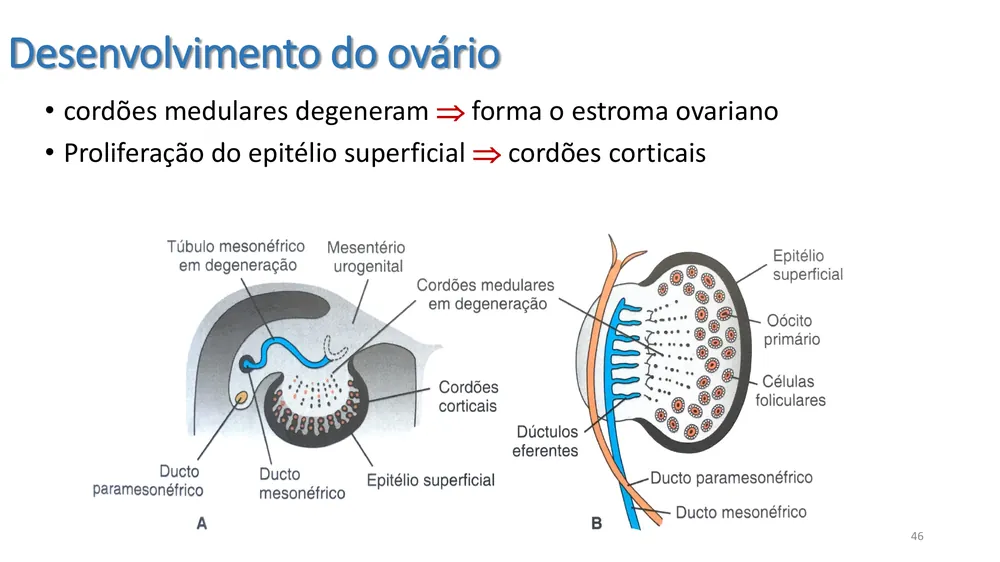 Desenvolvimento do ovário
• cordões medulares degeneram ⇒ forma o estroma ovariano
• Proliferação do epitélio superficial ⇒ cordões corticais
Túbulo mesonéfrico
em degeneração
Mesentério
urogenital
Cordões medulares
em degeneração
Cordões
corticais
Ducto
paramesonéfrico
Ducto
mesonéfrico
Epitélio superficial
A
Epitélio
superficial
Oócito
primário
Células
foliculares
Dúctulos
eferentes
Ducto paramesonéfrico
Ducto mesonéfrico
B
46